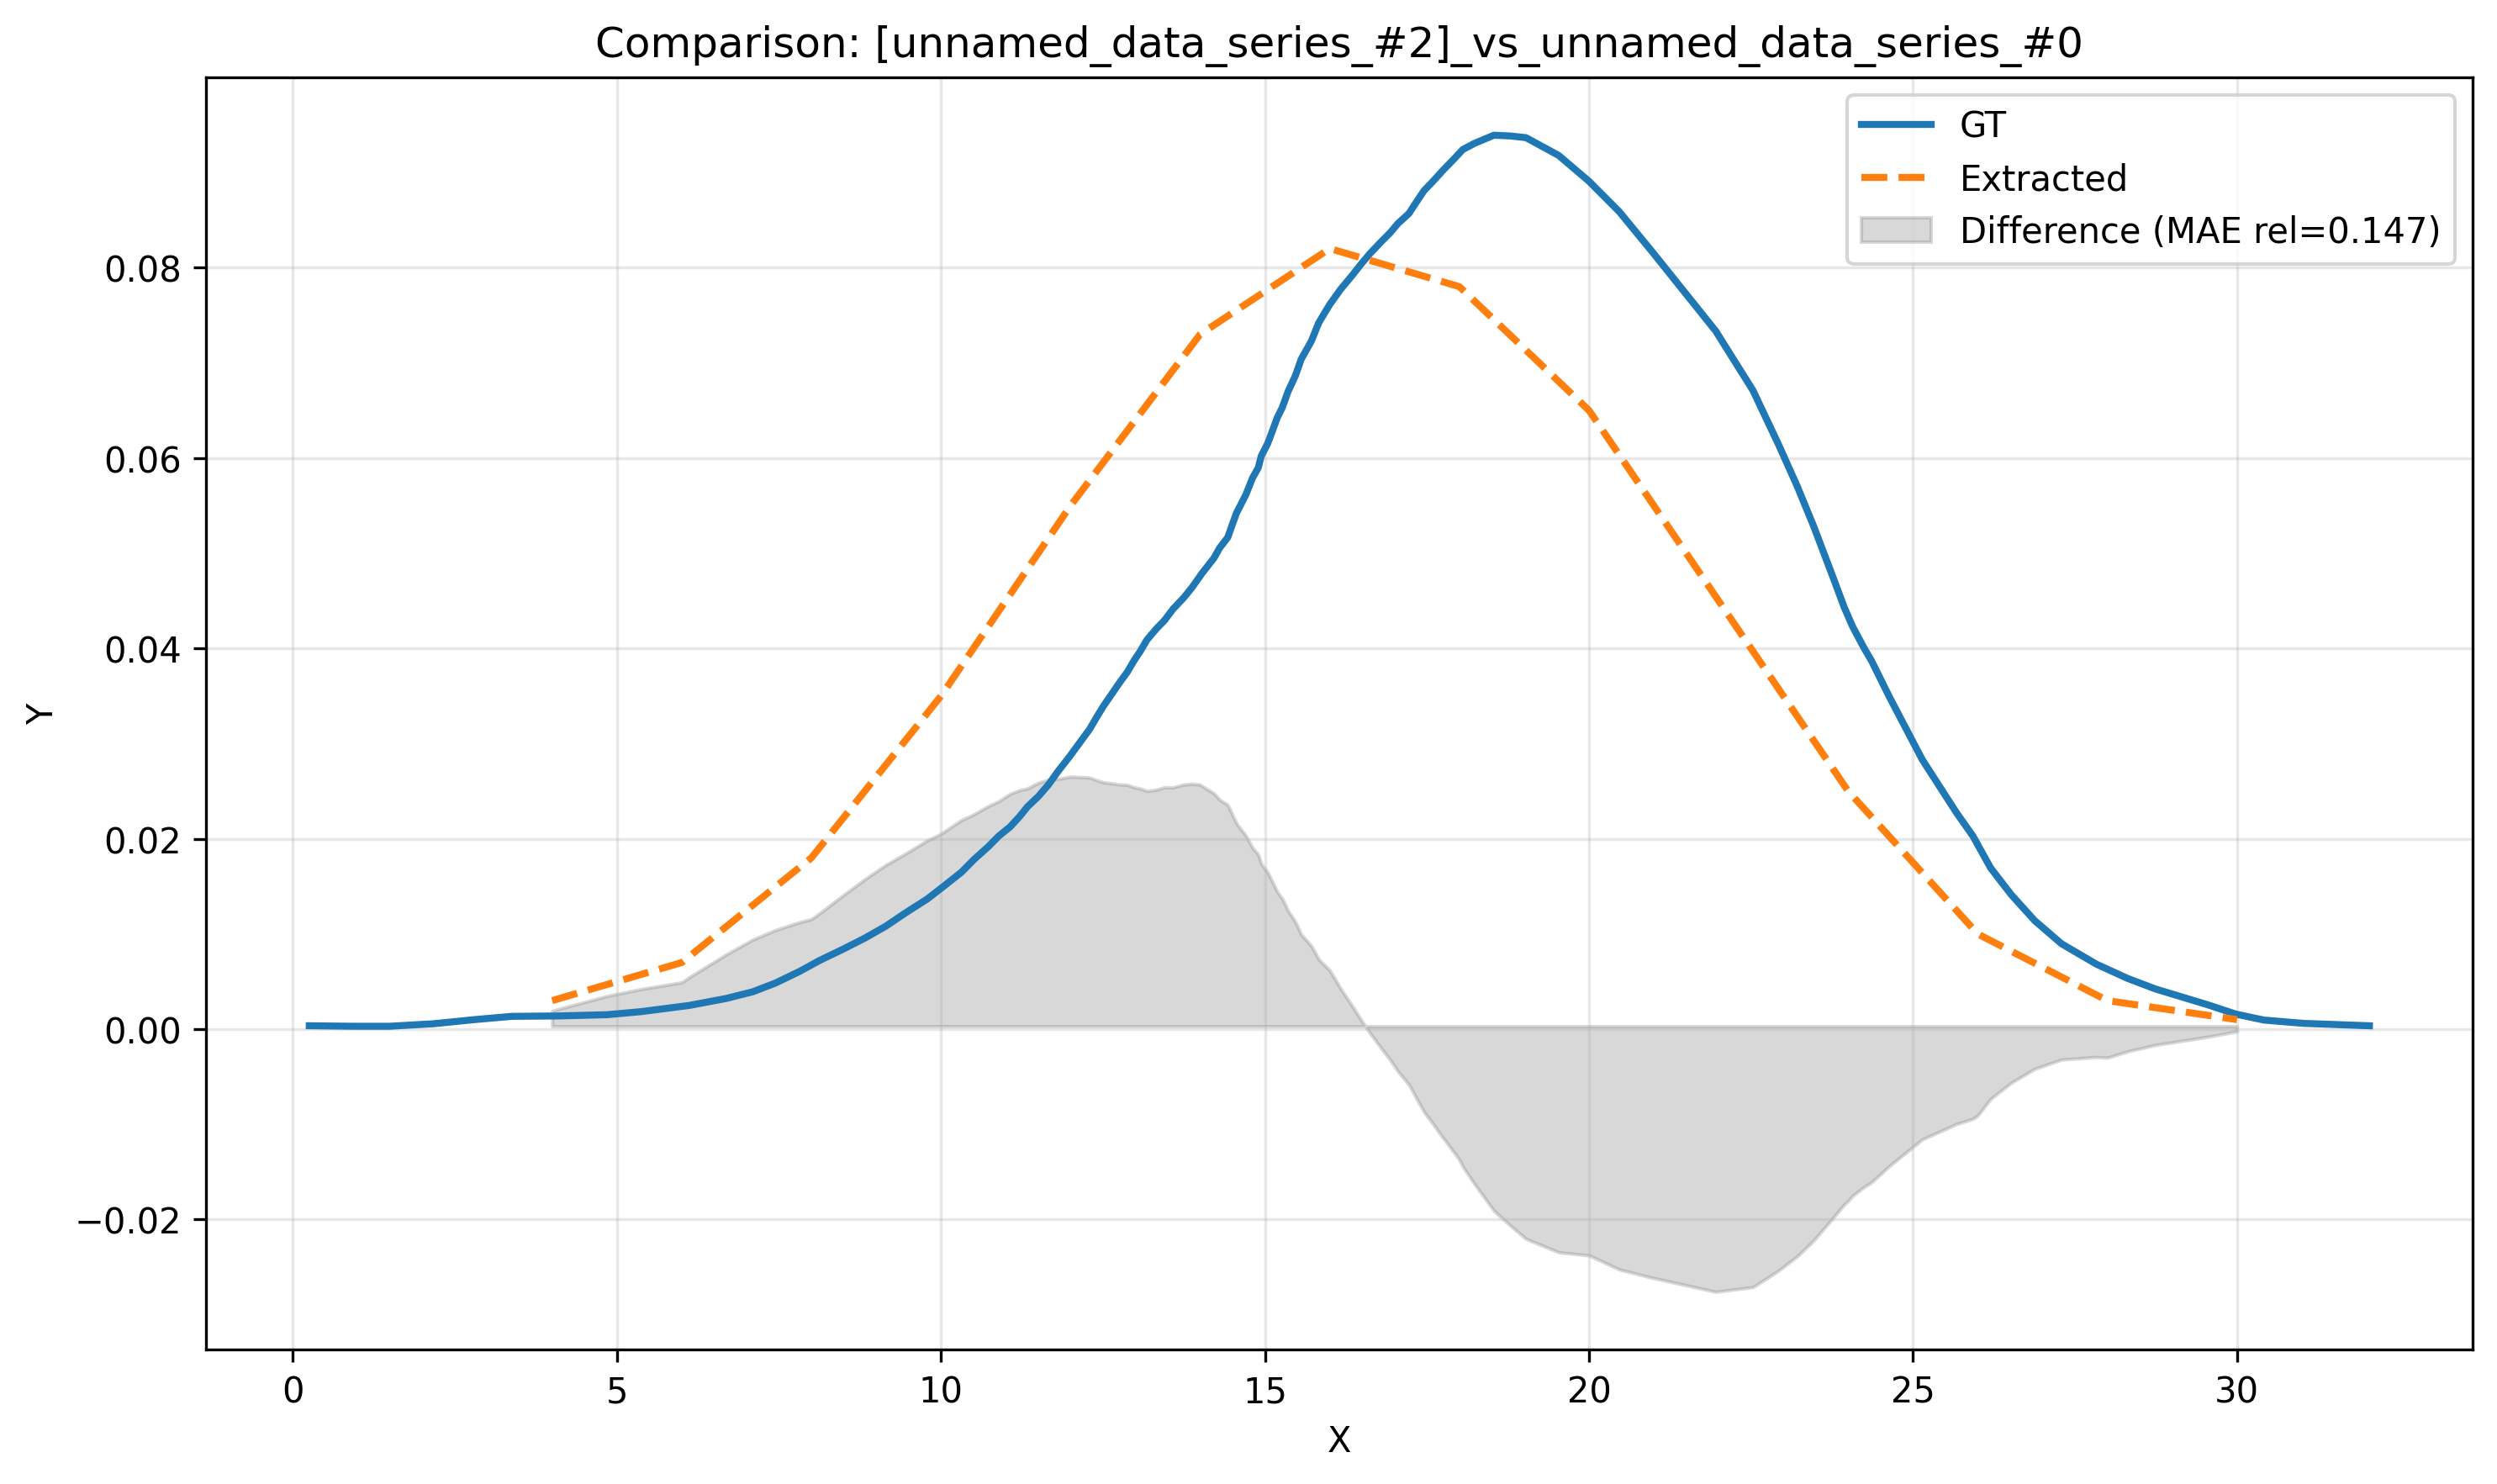 Comparison: [unnamed_data_series_#2]_vs_unnamed_data_series_#0
GT
Extracted
Difference (MAE rel=0.147)
0.08
0.06
0.04
0.02
0.00
−0.02
Y
0 5 10 15 20 25 30
X